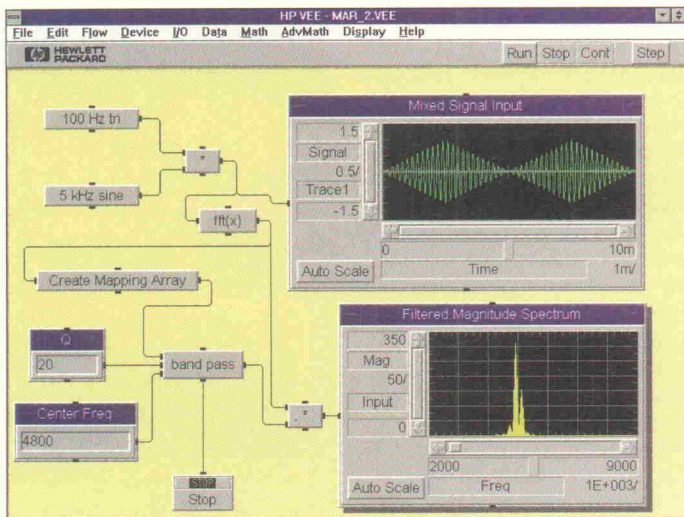 HP VEE - MAR_2.VEE
File Edit Flow Device I/O Data Math AdvMath Display Help
HEWLETT
PACKARD
Run Stop Cont Step
100 Hz tri
*
5 kHz sine
fft(x)
Mixed Signal Input
1.5
Signal
0.5/
Trace1
-1.5
0 10m
Auto Scale Time 1m/
Create Mapping Array
Q
20
band pass
Center Freq
4800
STOP
Stop
.*
Filtered Magnitude Spectrum
350
Mag
50/
Input
0
2000 9000
Auto Scale Freq 1E+003/